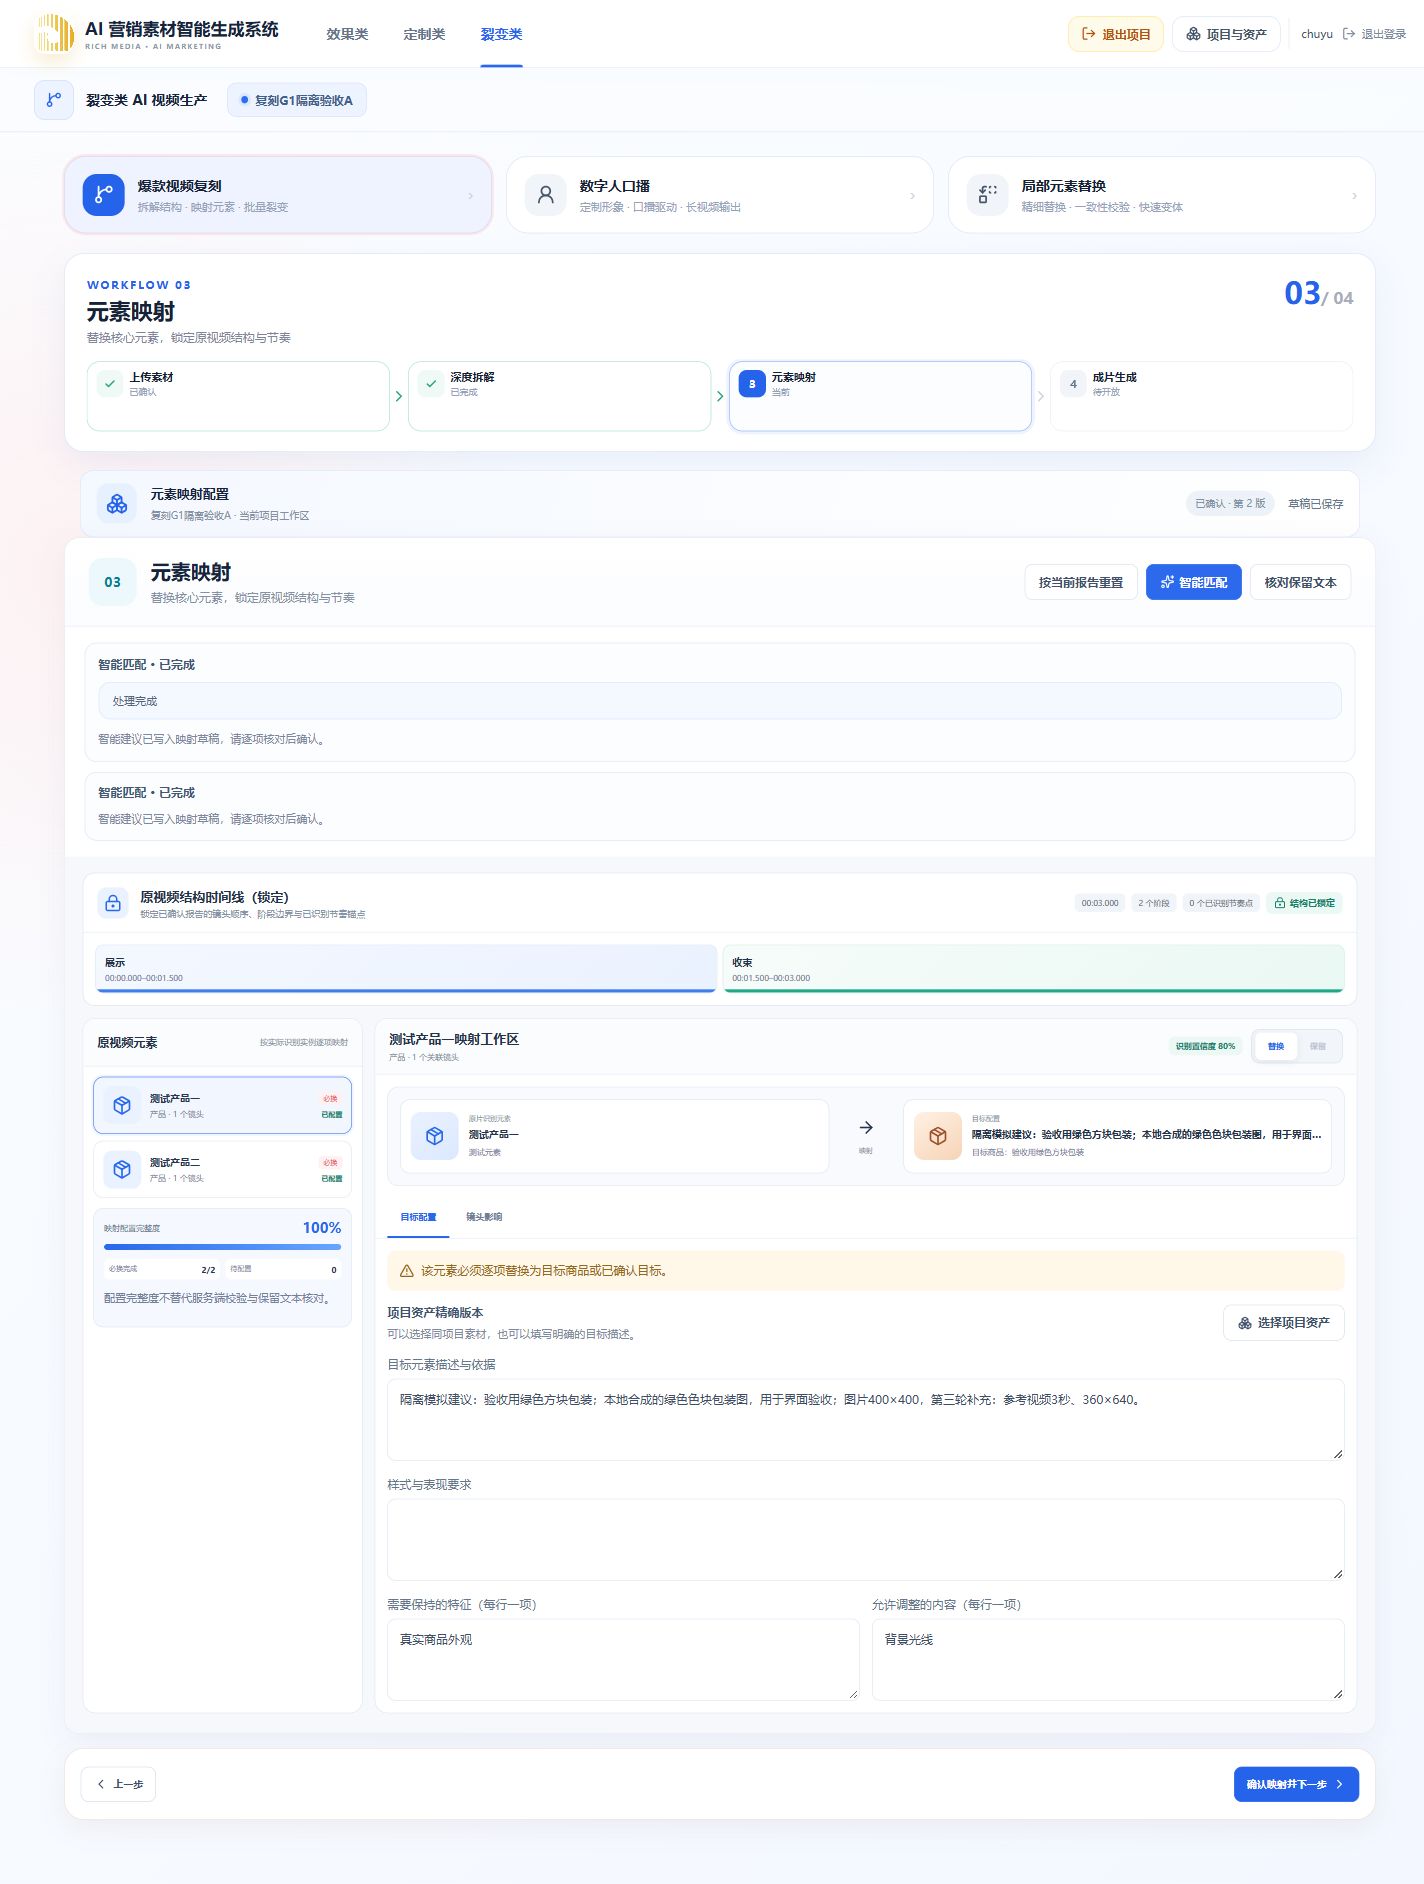 AI 营销素材智能生成系统
RICH MEDIA • AI MARKETING
效果类
定制类
裂变类
退出项目
项目与资产
chuyu
退出登录
裂变类 AI 视频生产
复刻G1隔离验收A
爆款视频复刻
拆解结构 · 映射元素 · 批量裂变
数字人口播
定制形象 · 口播驱动 · 长视频输出
局部元素替换
精细替换 · 一致性校验 · 快速变体
WORKFLOW 03
元素映射
替换核心元素，锁定原视频结构与节奏
03 / 04
上传素材
已确认
深度拆解
已完成
3
元素映射
当前
4
成片生成
待开放
元素映射配置
复刻G1隔离验收A · 当前项目工作区
已确认 · 第 2 版
草稿已保存
03
元素映射
替换核心元素，锁定原视频结构与节奏
按当前报告重置
智能匹配
核对保留文本
智能匹配 • 已完成
处理完成
智能建议已写入映射草稿，请逐项核对后确认。
智能匹配 • 已完成
智能建议已写入映射草稿，请逐项核对后确认。
原视频结构时间线（锁定）
锁定已确认报告的镜头顺序、阶段边界与已识别节奏锚点
00:03.000
2 个阶段
0 个已识别节奏点
结构已锁定
展示
00:00.000–00:01.500
收束
00:01.500–00:03.000
原视频元素
按实际识别实例逐项映射
测试产品一
产品 · 1 个镜头
必换
已配置
测试产品二
产品 · 1 个镜头
必换
已配置
映射配置完整度
100%
必换完成
2/2
待配置
0
配置完整度不替代服务端校验与保留文本核对。
测试产品一映射工作区
产品 · 1 个关联镜头
识别置信度 80%
替换
保留
原片识别元素
测试产品一
测试元素
映射
目标配置
隔离模拟建议：验收用绿色方块包装；本地合成的绿色色块包装图，用于界面...
目标商品：验收用绿色方块包装
目标配置
镜头影响
该元素必须逐项替换为目标商品或已确认目标。
项目资产精确版本
可以选择同项目素材，也可以填写明确的目标描述。
选择项目资产
目标元素描述与依据
隔离模拟建议：验收用绿色方块包装；本地合成的绿色色块包装图，用于界面验收；图片400×400，第三轮补充：参考视频3秒、360×640。
样式与表现要求
需要保持的特征（每行一项）
真实商品外观
允许调整的内容（每行一项）
背景光线
上一步
确认映射并下一步